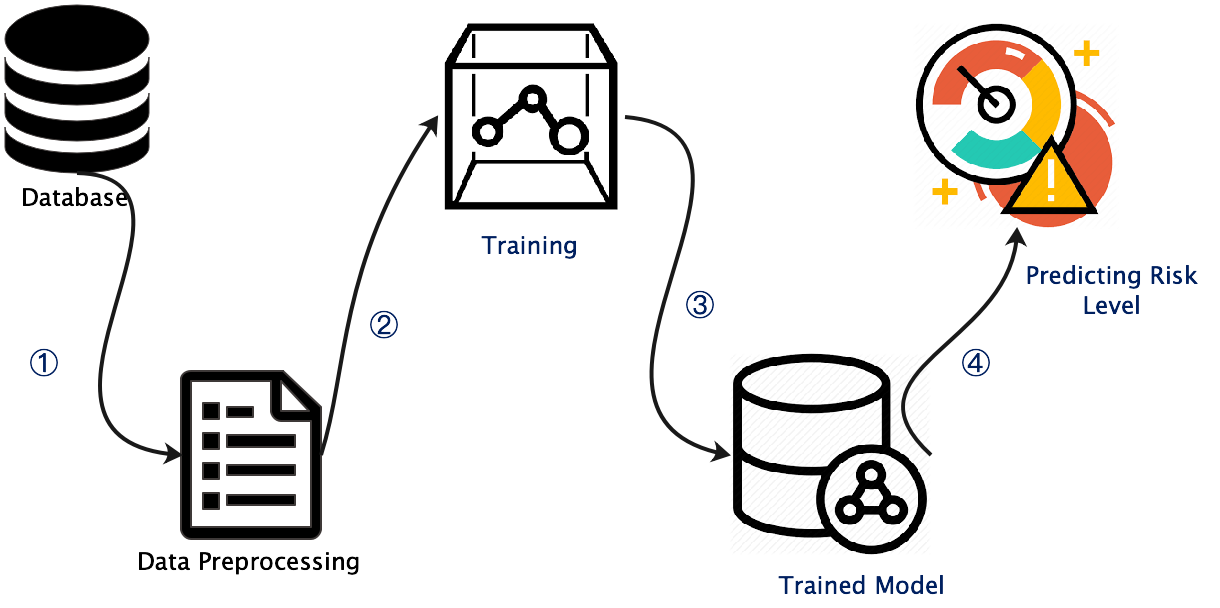 Database
①
Data Preprocessing
②
Training
③
Trained Model
④
Predicting Risk
Level